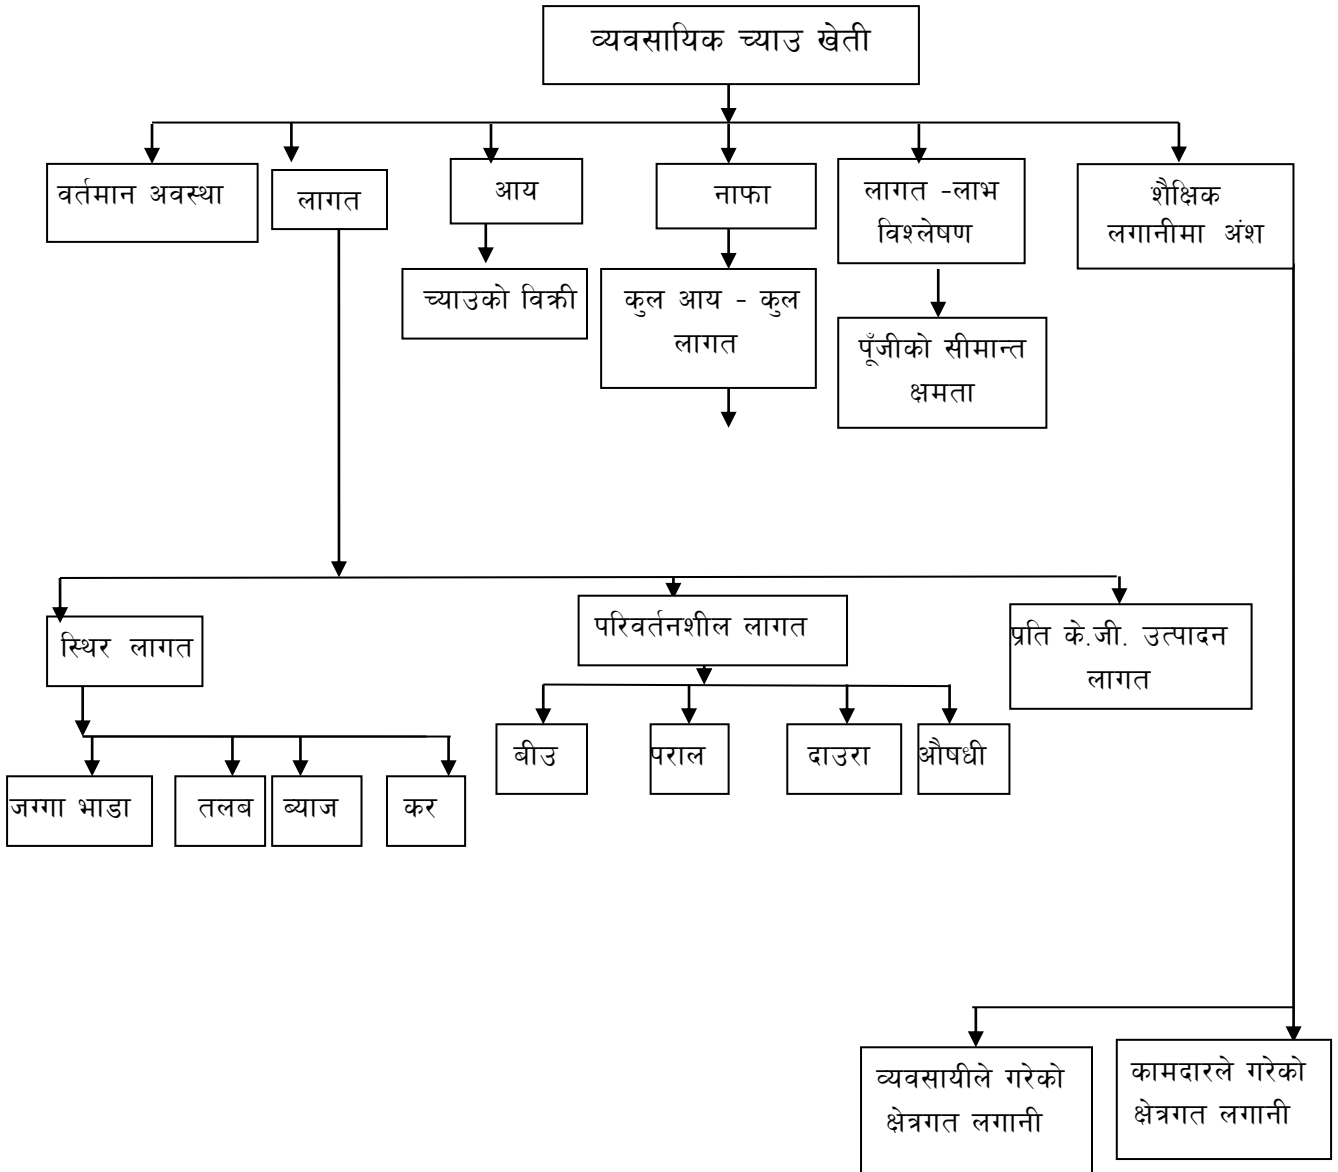 व्यवसायिक च्याउ खेती
वर्तमान अवस्था
लागत
आय
नाफा
लागत -लाभ
विश्लेषण
शैक्षिक
लगानीमा अंश
च्याउको विक्री
कुल आय - कुल
लागत
पूँजीको सीमान्त
क्षमता
स्थिर लागत
परिवर्तनशील लागत
प्रति के.जी. उत्पादन
लागत
बीउ
पराल
दाउरा
औषधी
जग्गा भाडा
तलब
ब्याज
कर
व्यवसायीले गरेको
क्षेत्रगत लगानी
कामदारले गरेको
क्षेत्रगत लगानी